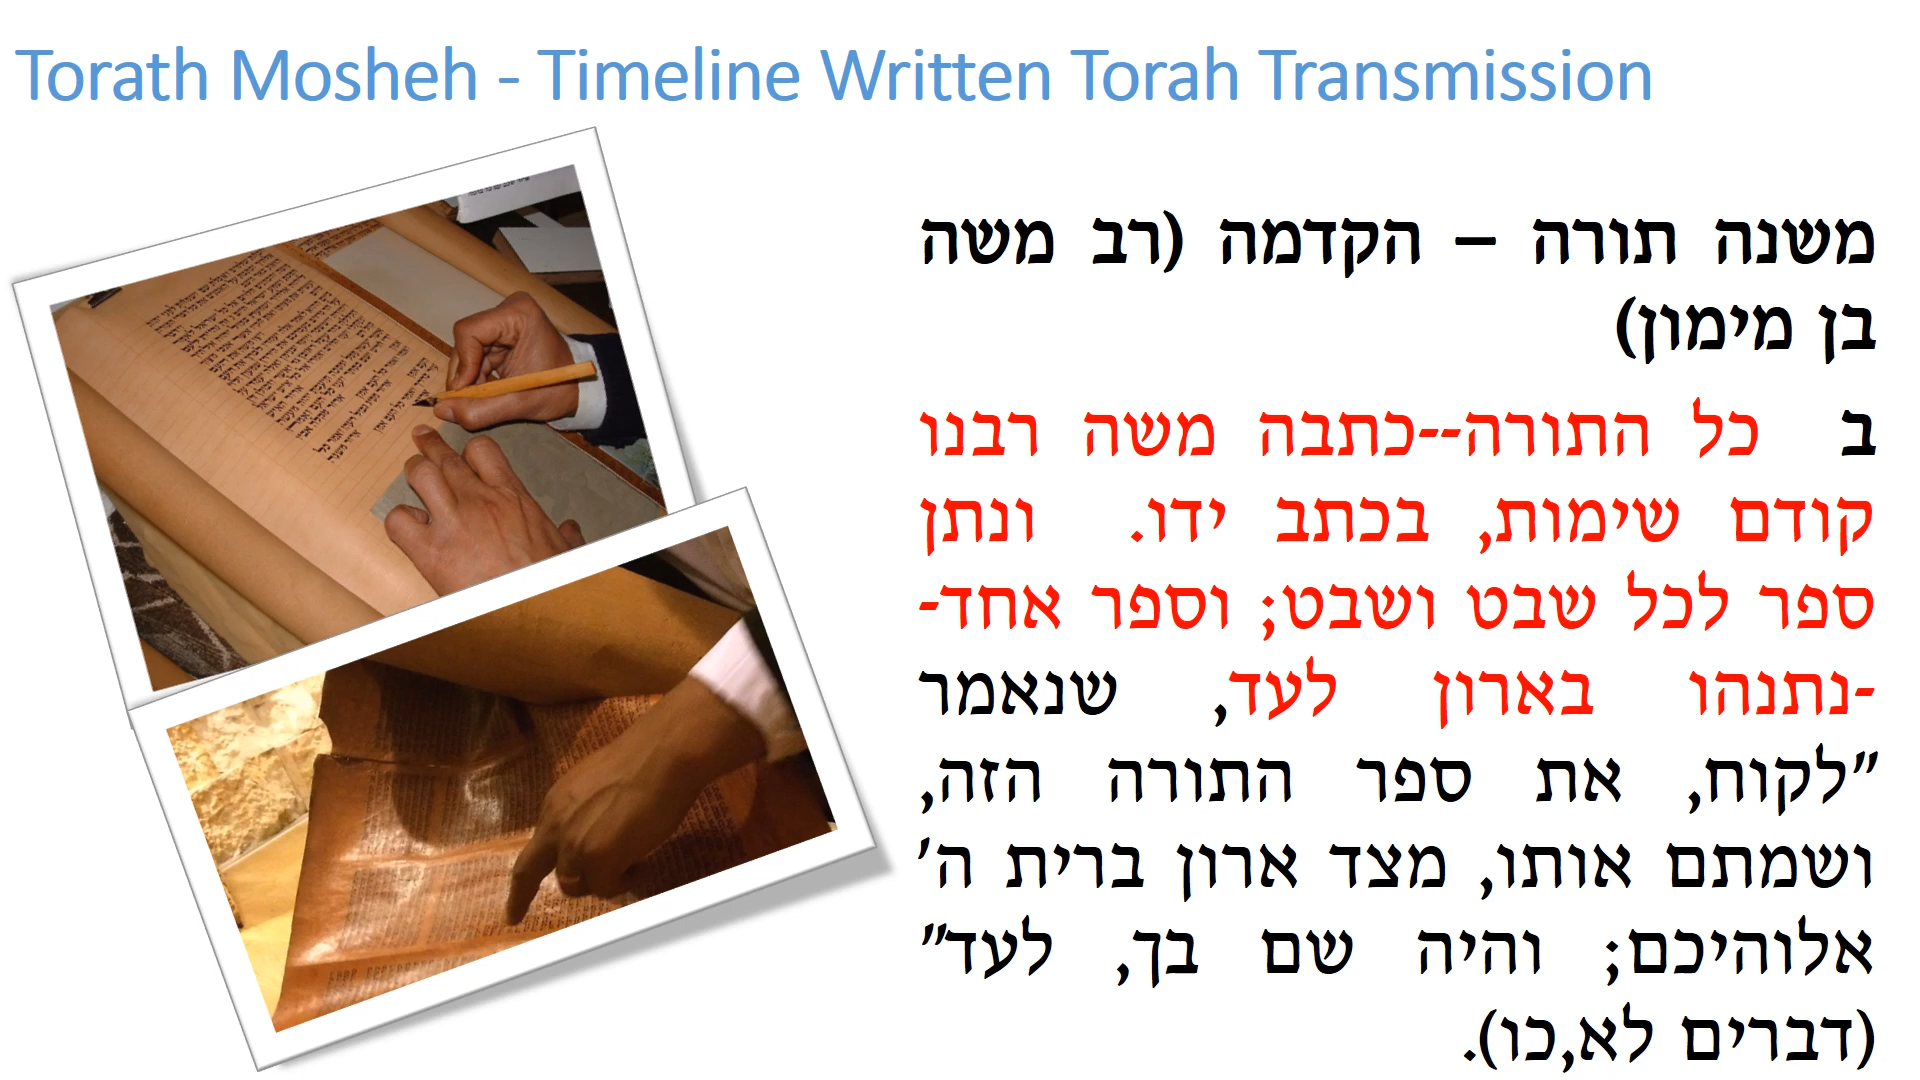 Torath Mosheh - Timeline Written Torah Transmission
משנה תורה – הקדמה (רב משה
בן מימון)
ב כל התורה--כתבה משה רבנו
קודם שימות, בכתב ידו. ונתן
ספר לכל שבט ושבט; וספר אחד-
-נתנהו בארון לעד, שנאמר
"לקוח, את ספר התורה הזה,
ושמתם אותו, מצד ארון ברית ה'
אלוהיכם; והיה שם בך, לעד"
(דברים לא,כו).